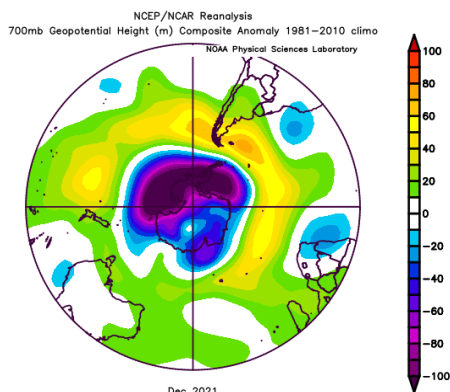 NCEP/NCAR Reanalysis
700mb Geopotential Height (m) Composite Anomaly 1981−2010 climo
NOAA Physical Sciences Laboratory
100
80
60
40
20
0
−20
−40
−60
−80
−100
Dec 2021